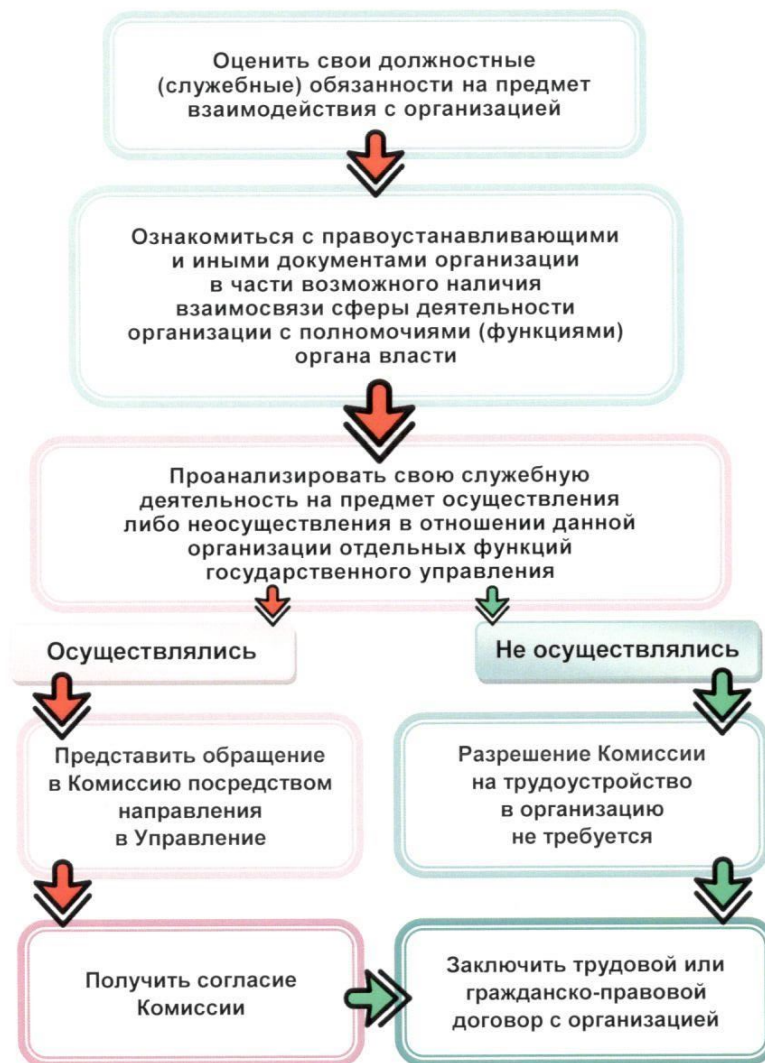 Оценить свои должностные
(служебные) обязанности на предмет
взаимодействия с организацией
Ознакомиться с правоустанавливающими
и иными документами организации
в части возможного наличия
взаимосвязи сферы деятельности
организации с полномочиями (функциями)
органа власти
Проанализировать свою служебную
деятельность на предмет осуществления
либо неосуществления в отношении данной
организации отдельных функций
государственного управления
Осуществлялись
Не осуществлялись
Представить обращение
в Комиссию посредством
направления
в Управление
Разрешение Комиссии
на трудоустройство
в организацию
не требуется
Получить согласие
Комиссии
Заключить трудовой или
гражданско-правовой
договор с организацией